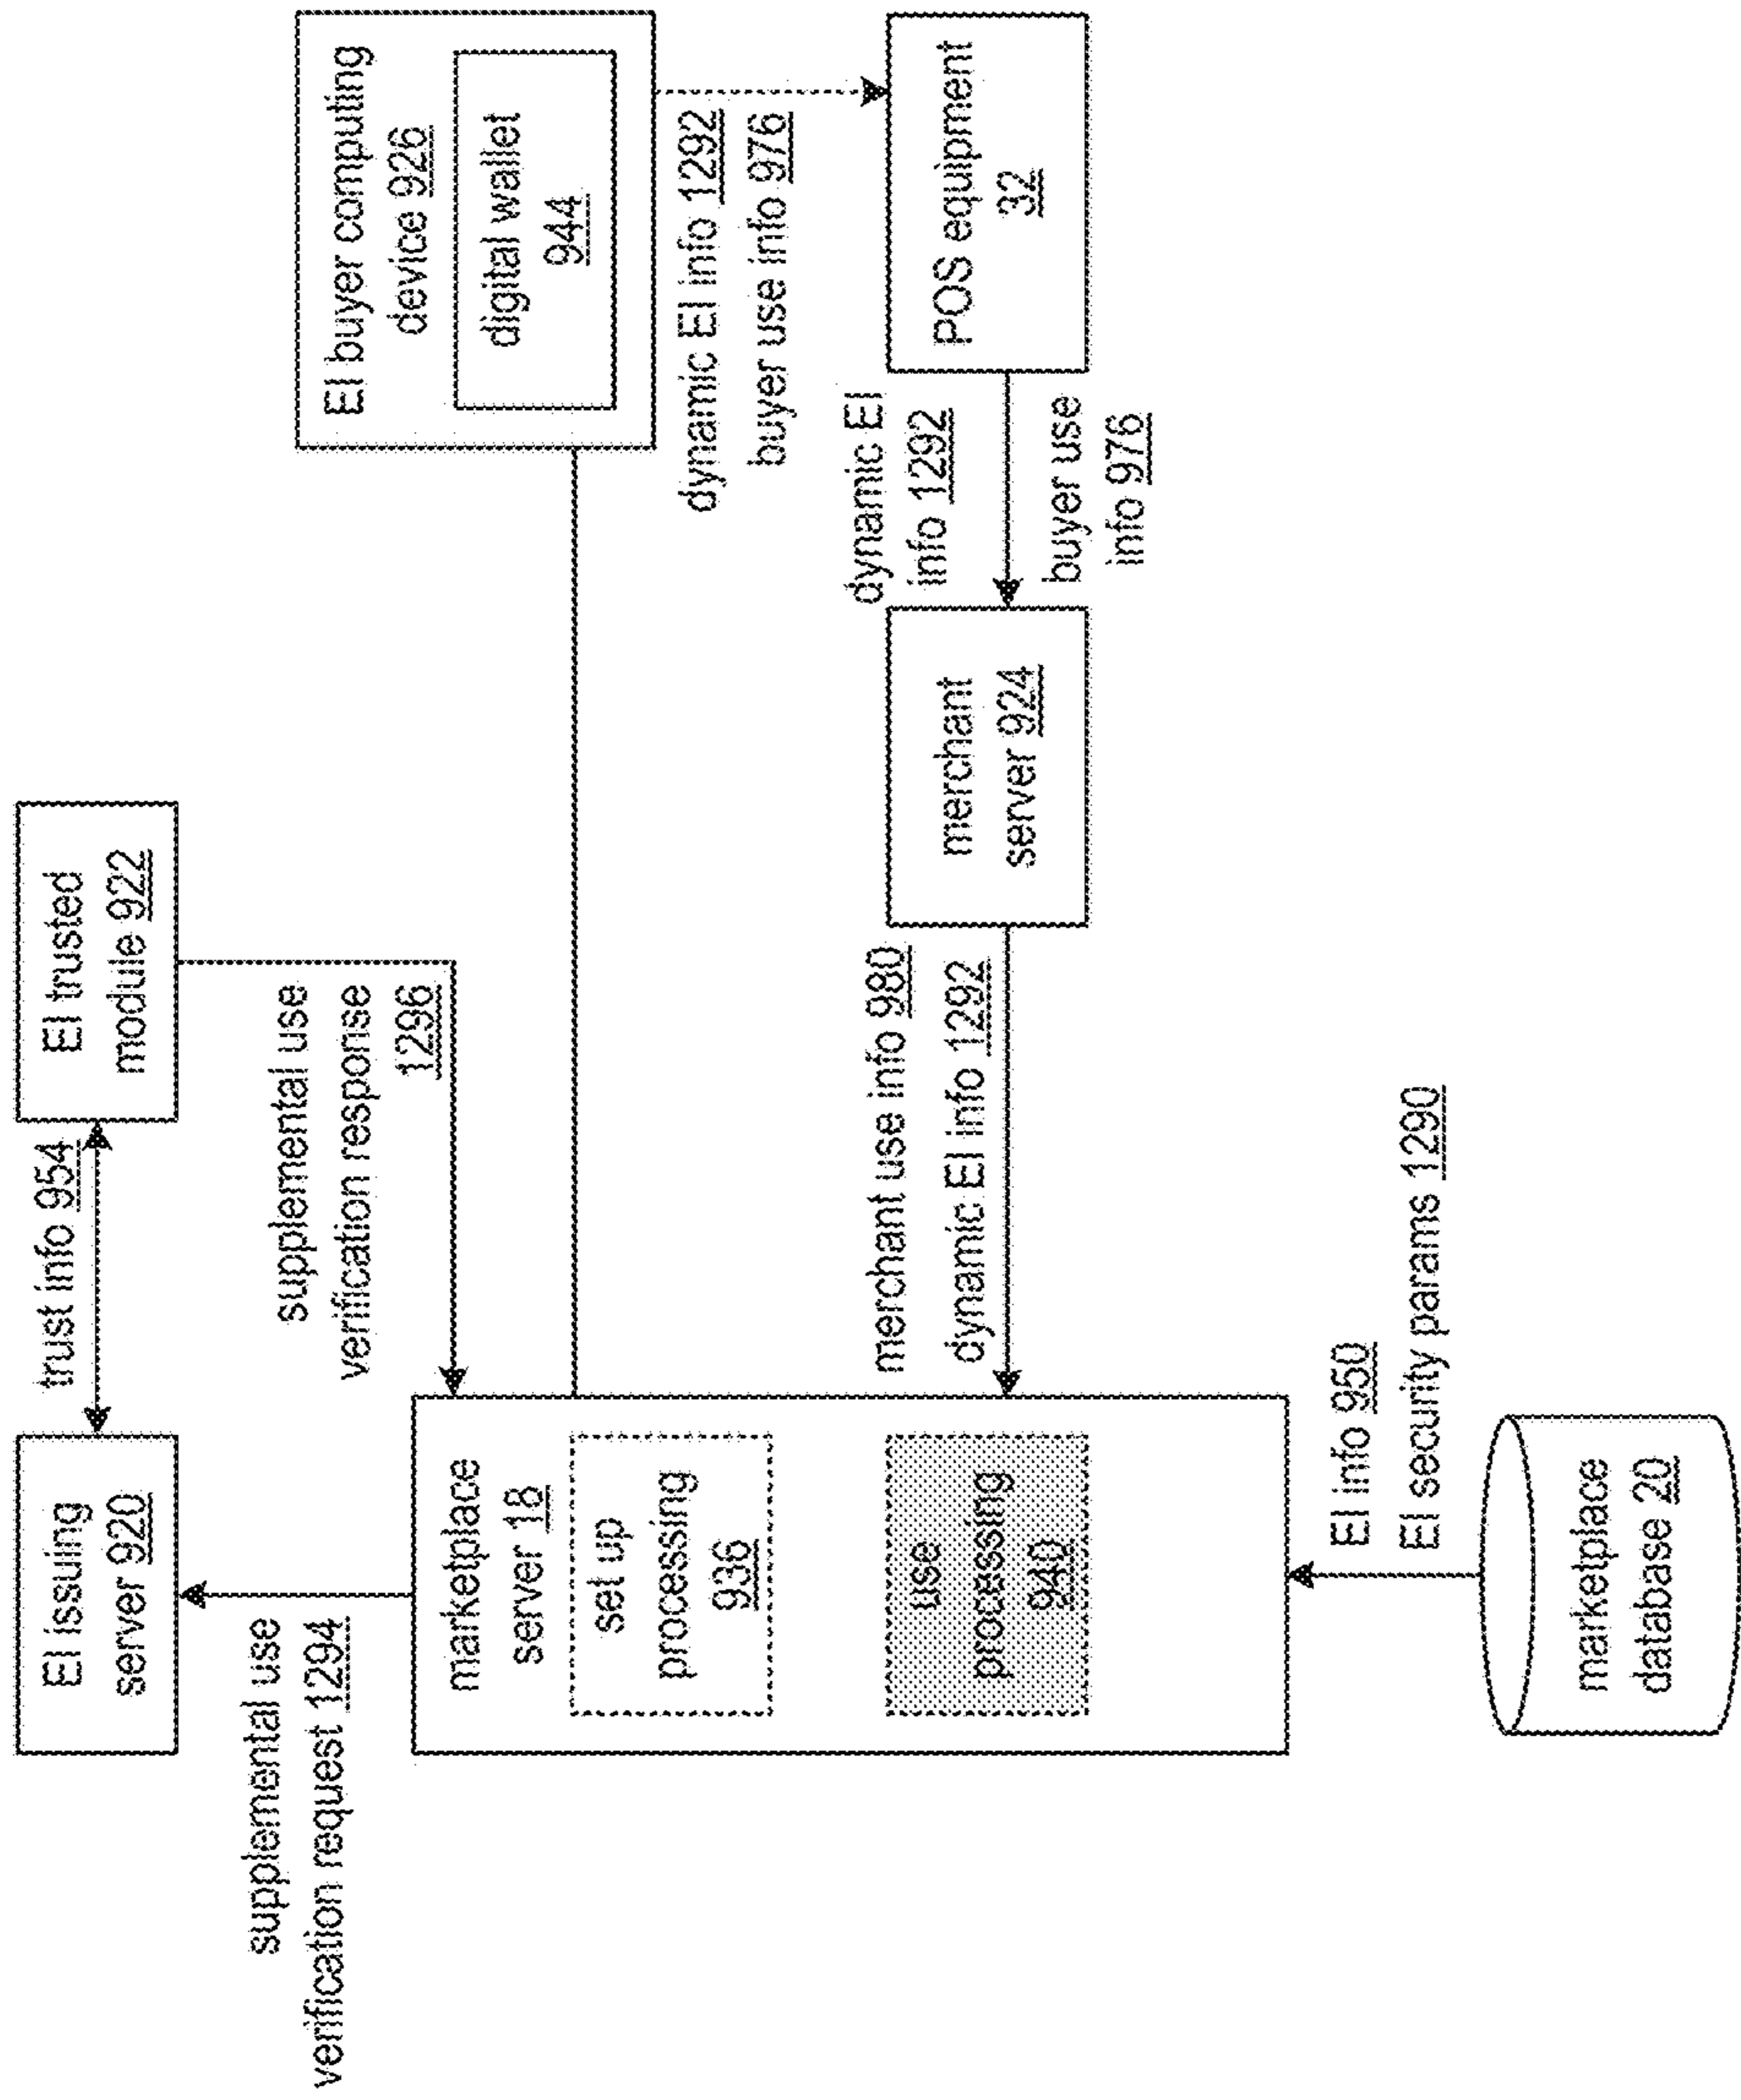 EI issuing
server 920
trust info 954
EI trusted
module 922
supplemental use
verification request 1294
supplemental use
verification response
1296
marketplace
server 18
set up
processing
936
use
processing
940
EI buyer computing
device 926
digital wallet
944
dynamic EI info 1292
buyer use info 976
merchant use info 980
dynamic EI info 1292
merchant
server 924
dynamic EI
info 1292
buyer use
info 976
POS equipment
32
EI info 950
EI security params 1290
marketplace
database 20